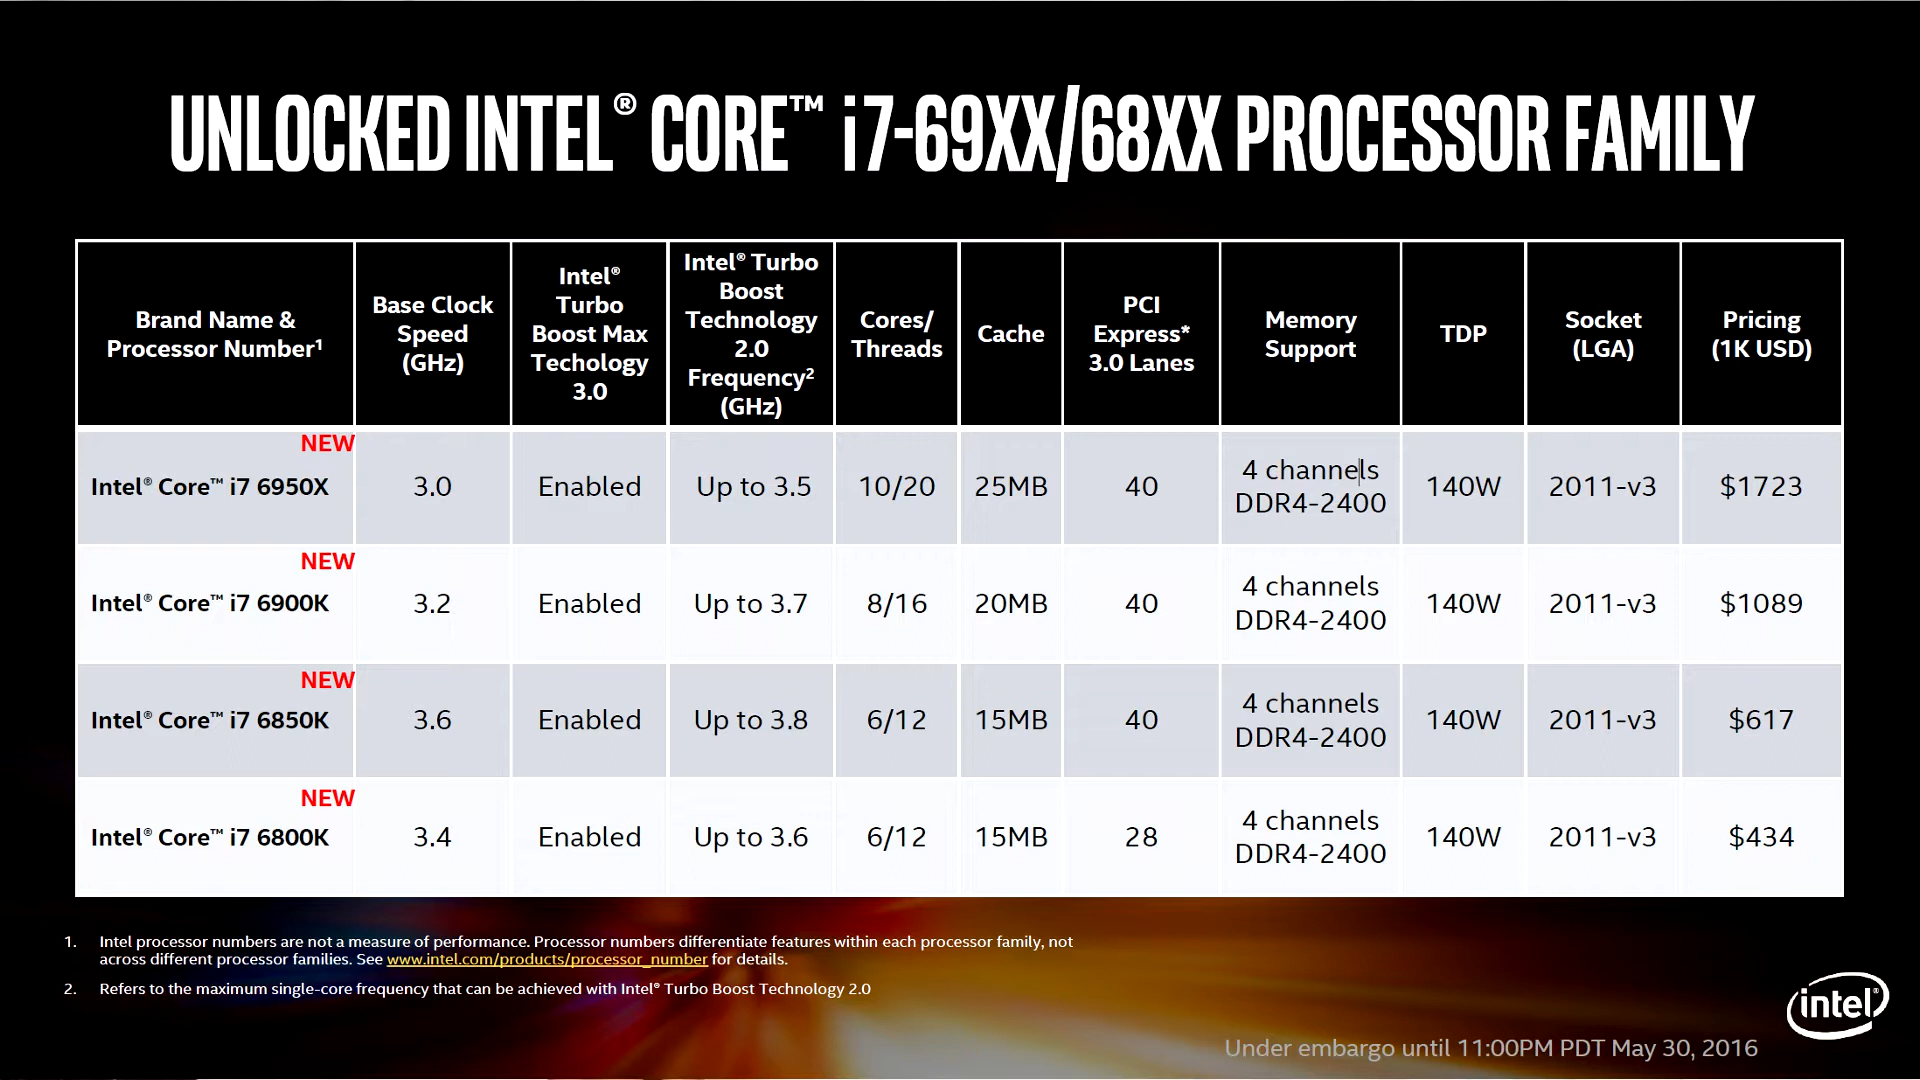 UNLOCKED INTEL® CORE™ i7-69XX/68XX PROCESSOR FAMILY
Brand Name &
Processor Number¹
Base Clock
Speed
(GHz)
Intel®
Turbo
Boost Max
Techology
3.0
Intel® Turbo
Boost
Technology
2.0
Frequency²
(GHz)
Cores/
Threads
Cache
PCI
Express*
3.0 Lanes
Memory
Support
TDP
Socket
(LGA)
Pricing
(1K USD)
NEW
Intel® Core™ i7 6950X
3.0
Enabled
Up to 3.5
10/20
25MB
40
4 channels
DDR4-2400
140W
2011-v3
$1723
NEW
Intel® Core™ i7 6900K
3.2
Enabled
Up to 3.7
8/16
20MB
40
4 channels
DDR4-2400
140W
2011-v3
$1089
NEW
Intel® Core™ i7 6850K
3.6
Enabled
Up to 3.8
6/12
15MB
40
4 channels
DDR4-2400
140W
2011-v3
$617
NEW
Intel® Core™ i7 6800K
3.4
Enabled
Up to 3.6
6/12
15MB
28
4 channels
DDR4-2400
140W
2011-v3
$434
1. Intel processor numbers are not a measure of performance. Processor numbers differentiate features within each processor family, not
across different processor families. See www.intel.com/products/processor_number for details.
2. Refers to the maximum single-core frequency that can be achieved with Intel® Turbo Boost Technology 2.0
intel®
Under embargo until 11:00PM PDT May 30, 2016